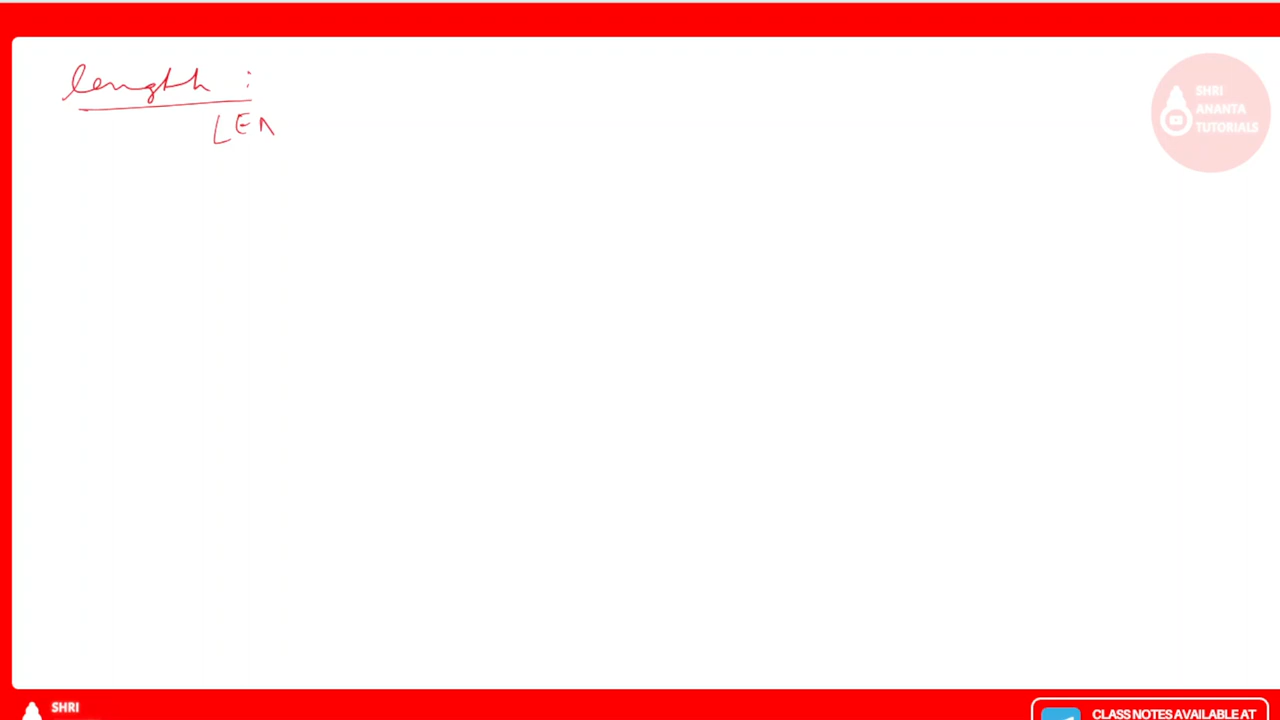 length :
LEN
SHRI
ANANTA
TUTORIALS
SHRI
CLASS NOTES AVAILABLE AT